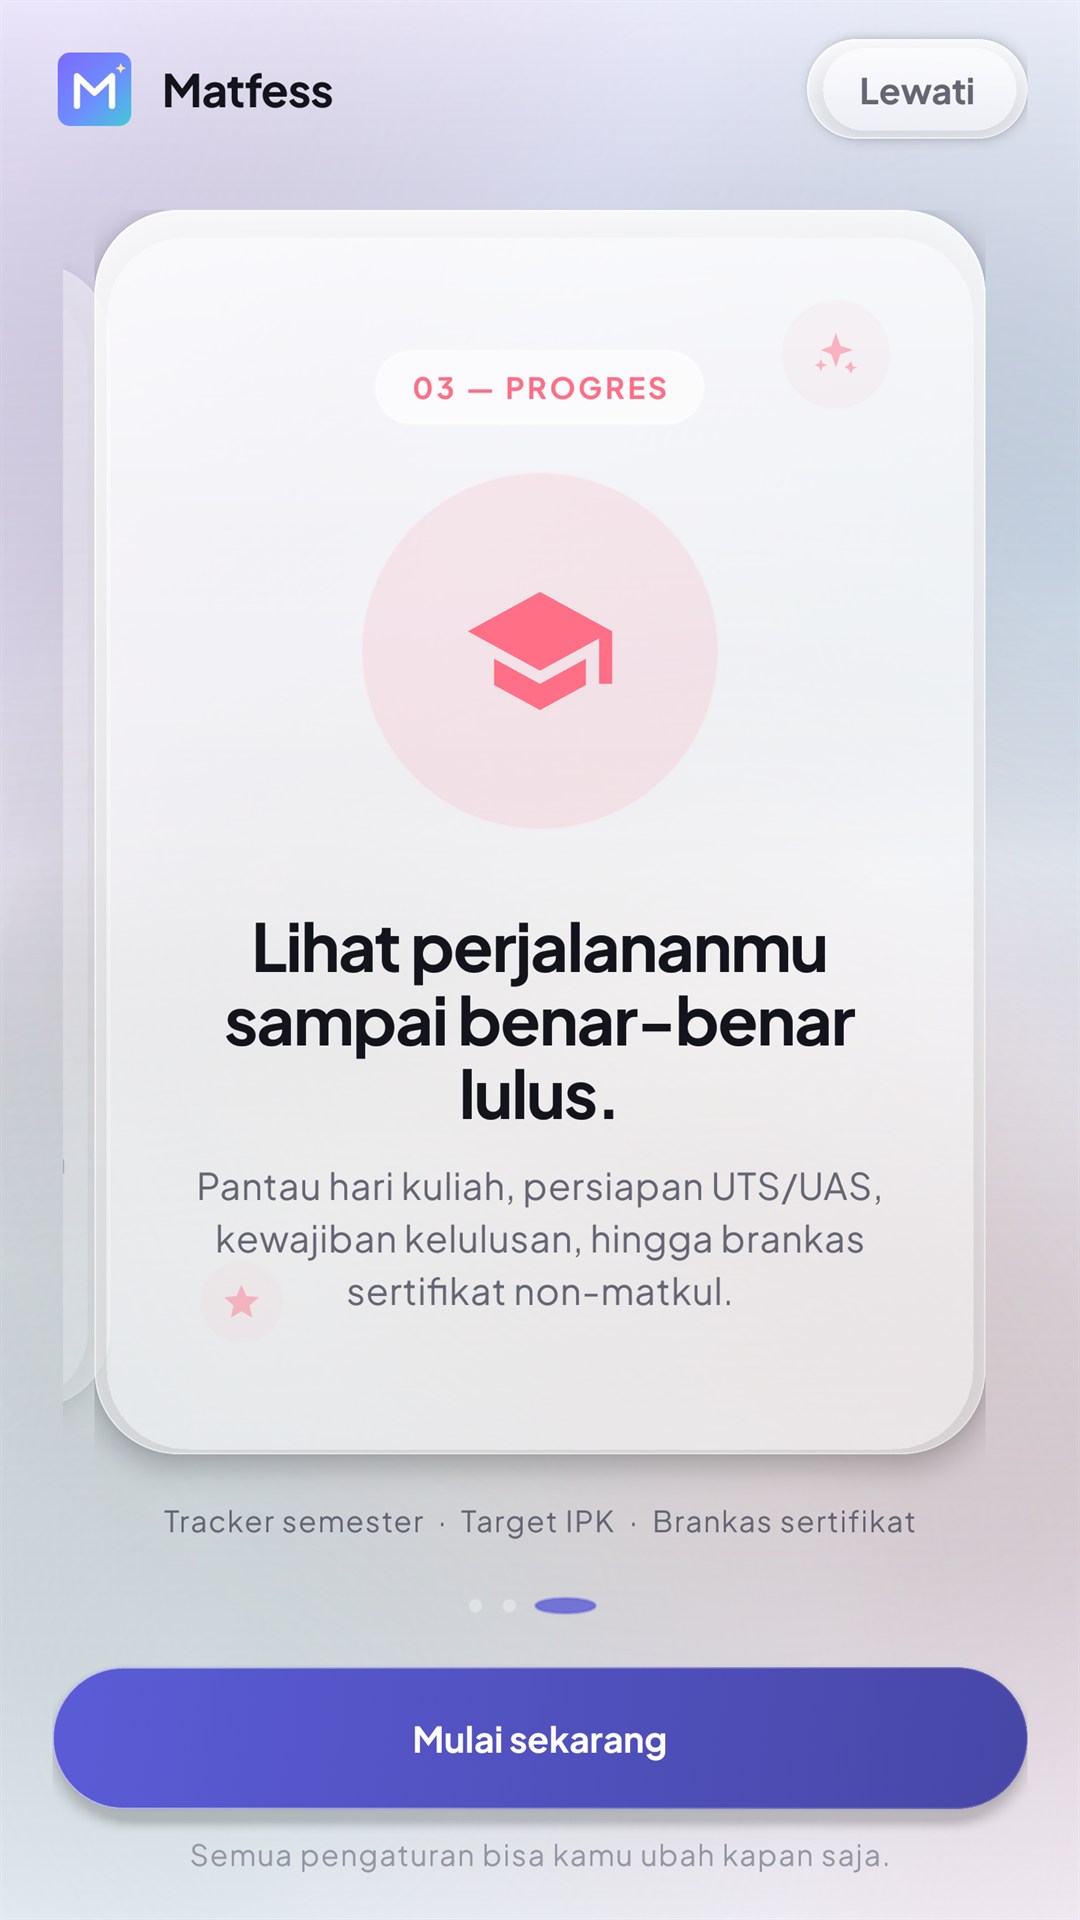 Matfess
Lewati
03 — PROGRES
Lihat perjalananmu
sampai benar-benar
lulus.
Pantau hari kuliah, persiapan UTS/UAS,
kewajiban kelulusan, hingga brankas
sertifikat non-matkul.
Tracker semester · Target IPK · Brankas sertifikat
Mulai sekarang
Semua pengaturan bisa kamu ubah kapan saja.